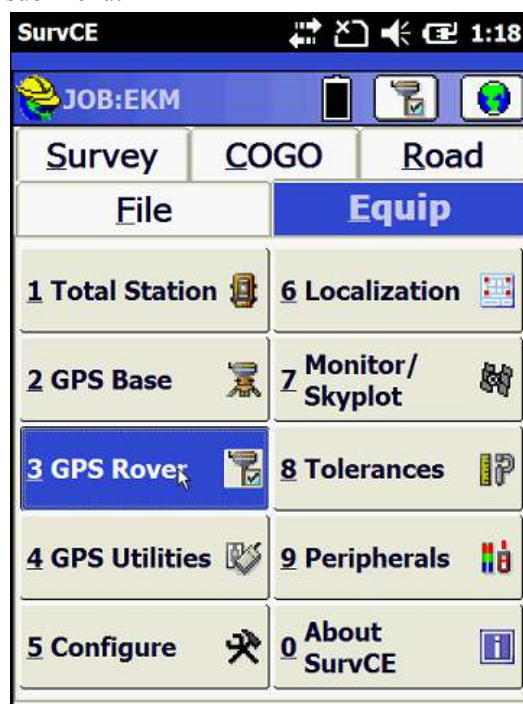 SurvCE 1:18
JOB:EKM
Survey COGO Road
File Equip
1 Total Station 6 Localization
2 GPS Base 7 Monitor/
Skyplot
3 GPS Rover 8 Tolerances
4 GPS Utilities 9 Peripherals
5 Configure 0 About
SurvCE